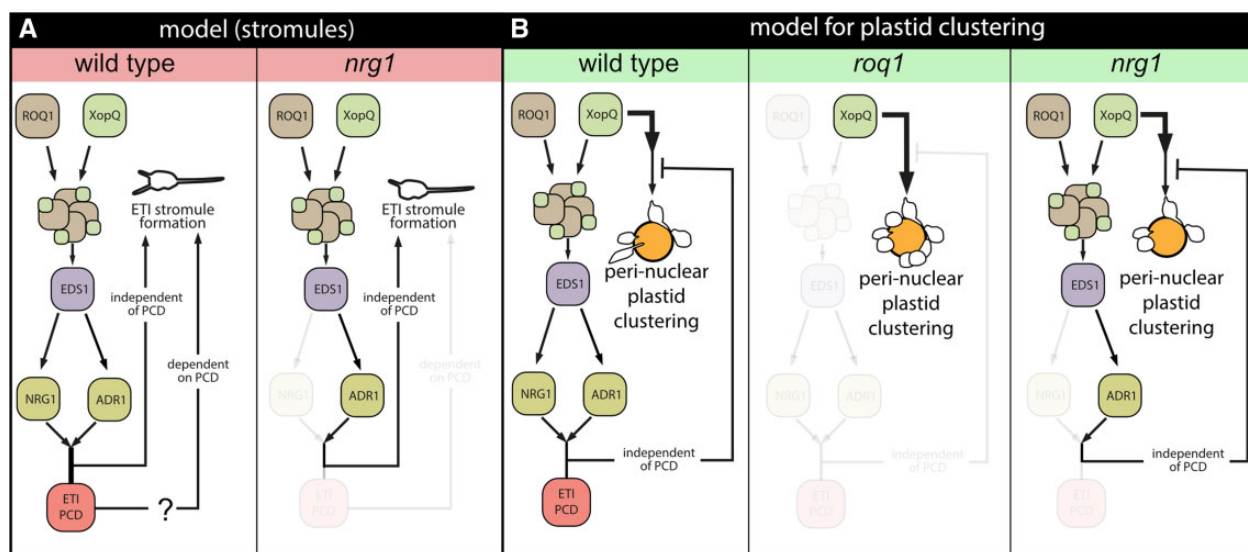 A
model (stromules)
wild type
nrg1
ROQ1
XopQ
ETI stromule
formation
EDS1
independent
of PCD
dependent
on PCD
NRG1
ADR1
ETI
PCD
?
ROQ1
XopQ
ETI stromule
formation
EDS1
independent
of PCD
dependent
on PCD
NRG1
ADR1
ETI
PCD
B
model for plastid clustering
wild type
roq1
nrg1
ROQ1
XopQ
peri-nuclear
plastid
clustering
EDS1
NRG1
ADR1
independent
of PCD
ETI
PCD
ROQ1
XopQ
peri-nuclear
plastid
clustering
EDS1
NRG1
ADR1
independent
of PCD
ETI
PCD
ROQ1
XopQ
peri-nuclear
plastid
clustering
EDS1
NRG1
ADR1
independent
of PCD
ETI
PCD